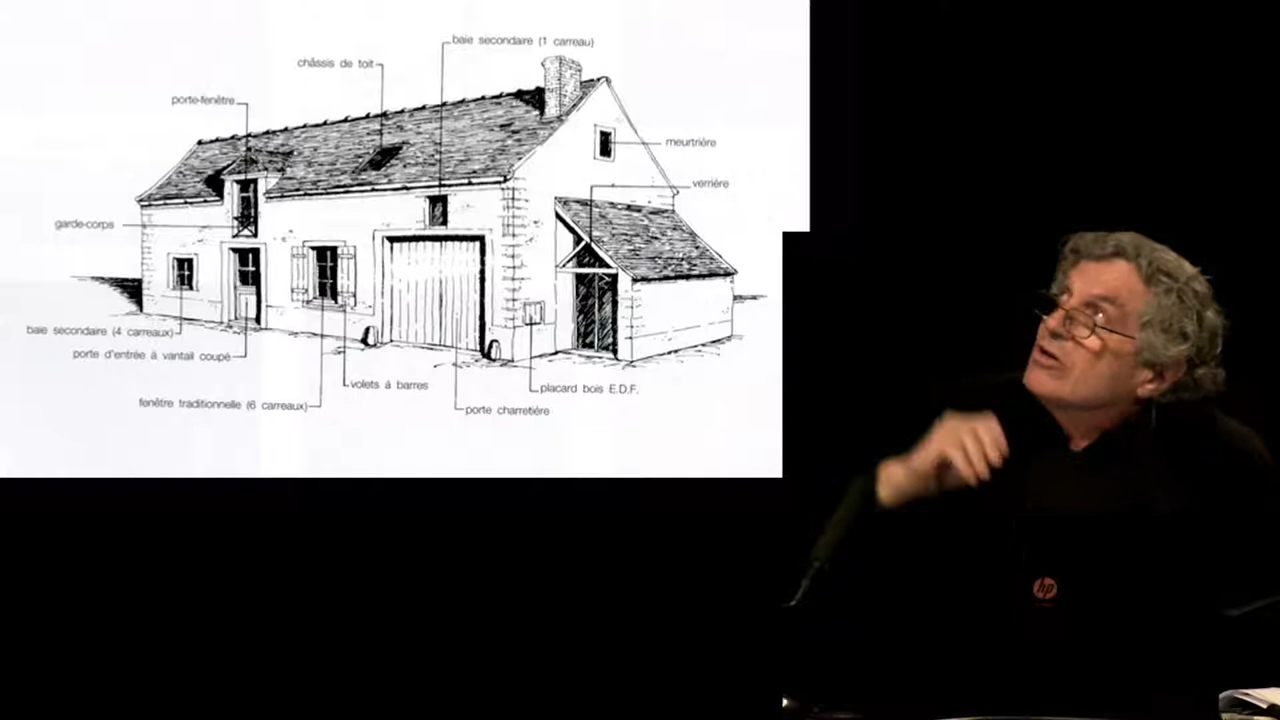 baie secondaire (1 carreau)
châssis de toit
porte-fenêtre
meurtrière
verrière
garde-corps
baie secondaire (4 carreaux)
porte d'entrée à vantail coupé
volets à barres
placard bois E.D.F.
fenêtre traditionnelle (6 carreaux)
porte charretière
hp